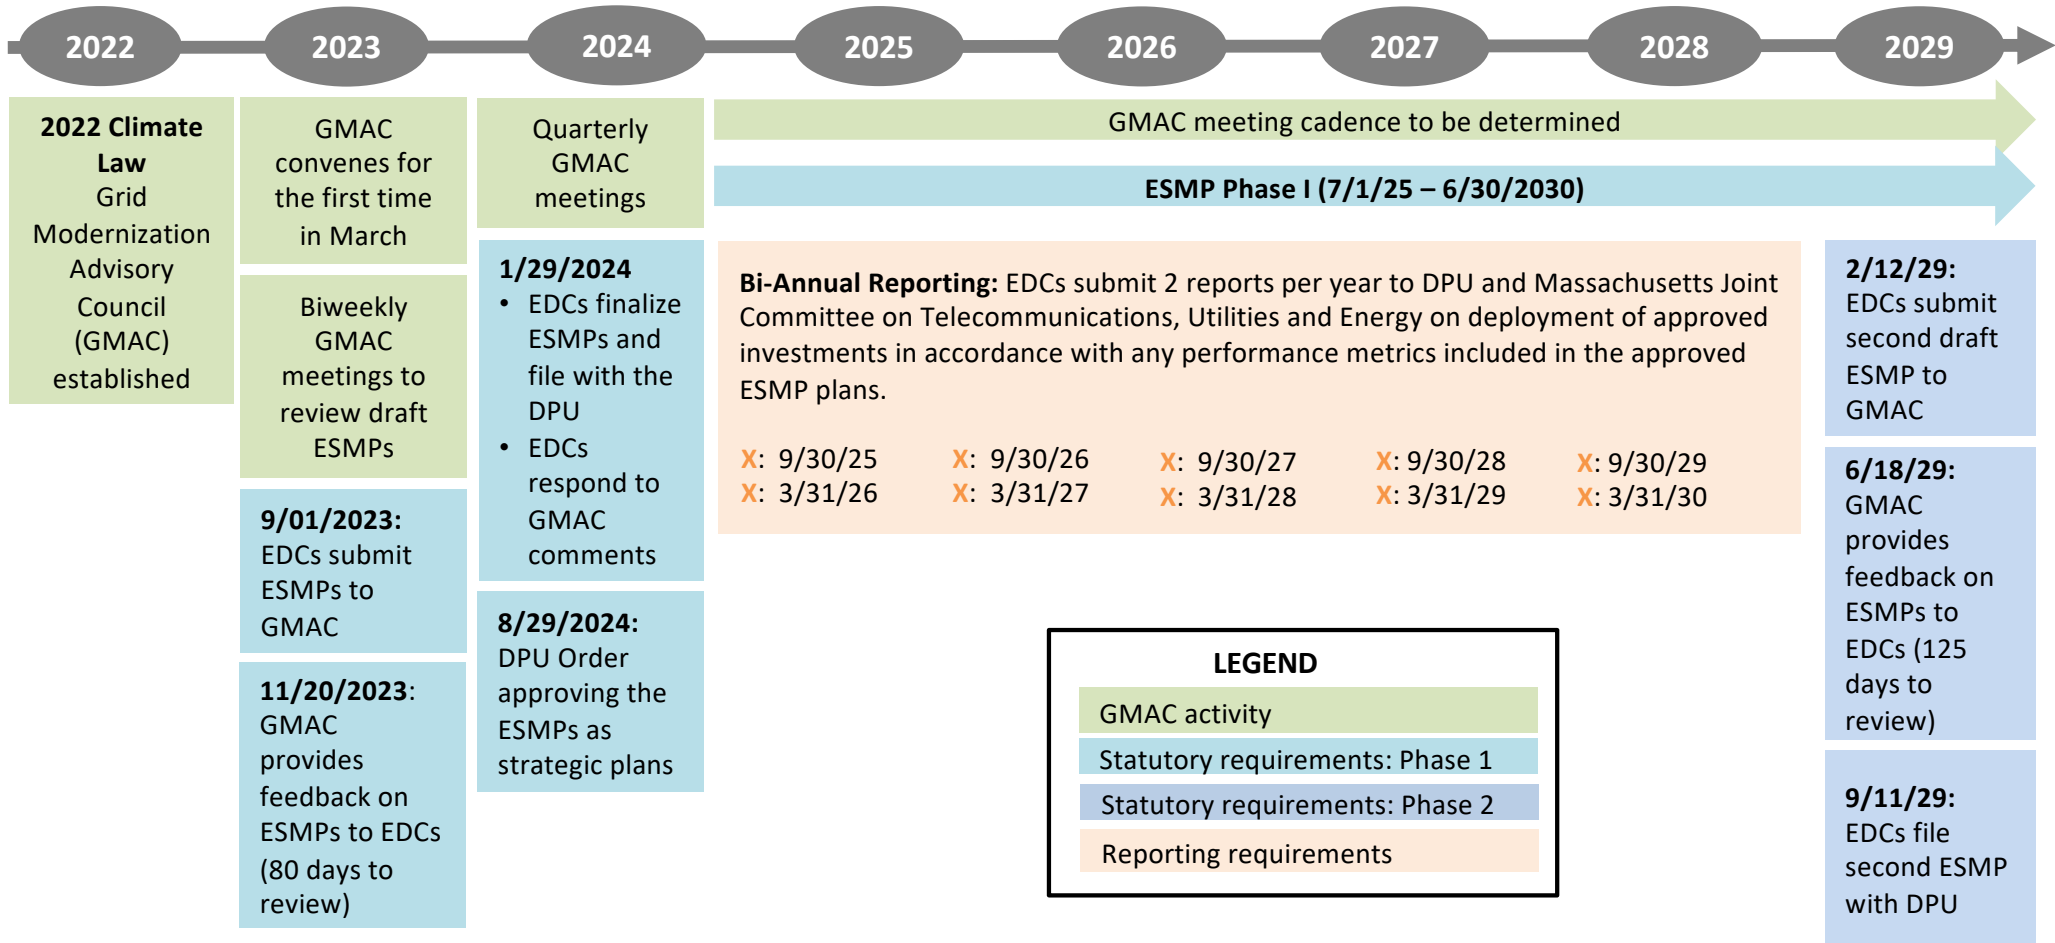 2022
2023
2024
2025
2026
2027
2028
2029
2022 Climate
Law
Grid
Modernization
Advisory
Council
(GMAC)
established
GMAC
convenes for
the first time
in March
Biweekly
GMAC
meetings to
review draft
ESMPs
9/01/2023:
EDCs submit
ESMPs to
GMAC
11/20/2023:
GMAC
provides
feedback on
ESMPs to EDCs
(80 days to
review)
Quarterly
GMAC
meetings
1/29/2024
• EDCs finalize
ESMPs and
file with the
DPU
• EDCs
respond to
GMAC
comments
8/29/2024:
DPU Order
approving the
ESMPs as
strategic plans
GMAC meeting cadence to be determined
ESMP Phase I (7/1/25 – 6/30/2030)
Bi-Annual Reporting: EDCs submit 2 reports per year to DPU and Massachusetts Joint
Committee on Telecommunications, Utilities and Energy on deployment of approved
investments in accordance with any performance metrics included in the approved
ESMP plans.
X: 9/30/25
X: 3/31/26
X: 9/30/26
X: 3/31/27
X: 9/30/27
X: 3/31/28
X: 9/30/28
X: 3/31/29
X: 9/30/29
X: 3/31/30
2/12/29:
EDCs submit
second draft
ESMP to
GMAC
6/18/29:
GMAC
provides
feedback on
ESMPs to
EDCs (125
days to
review)
9/11/29:
EDCs file
second ESMP
with DPU
LEGEND
GMAC activity
Statutory requirements: Phase 1
Statutory requirements: Phase 2
Reporting requirements